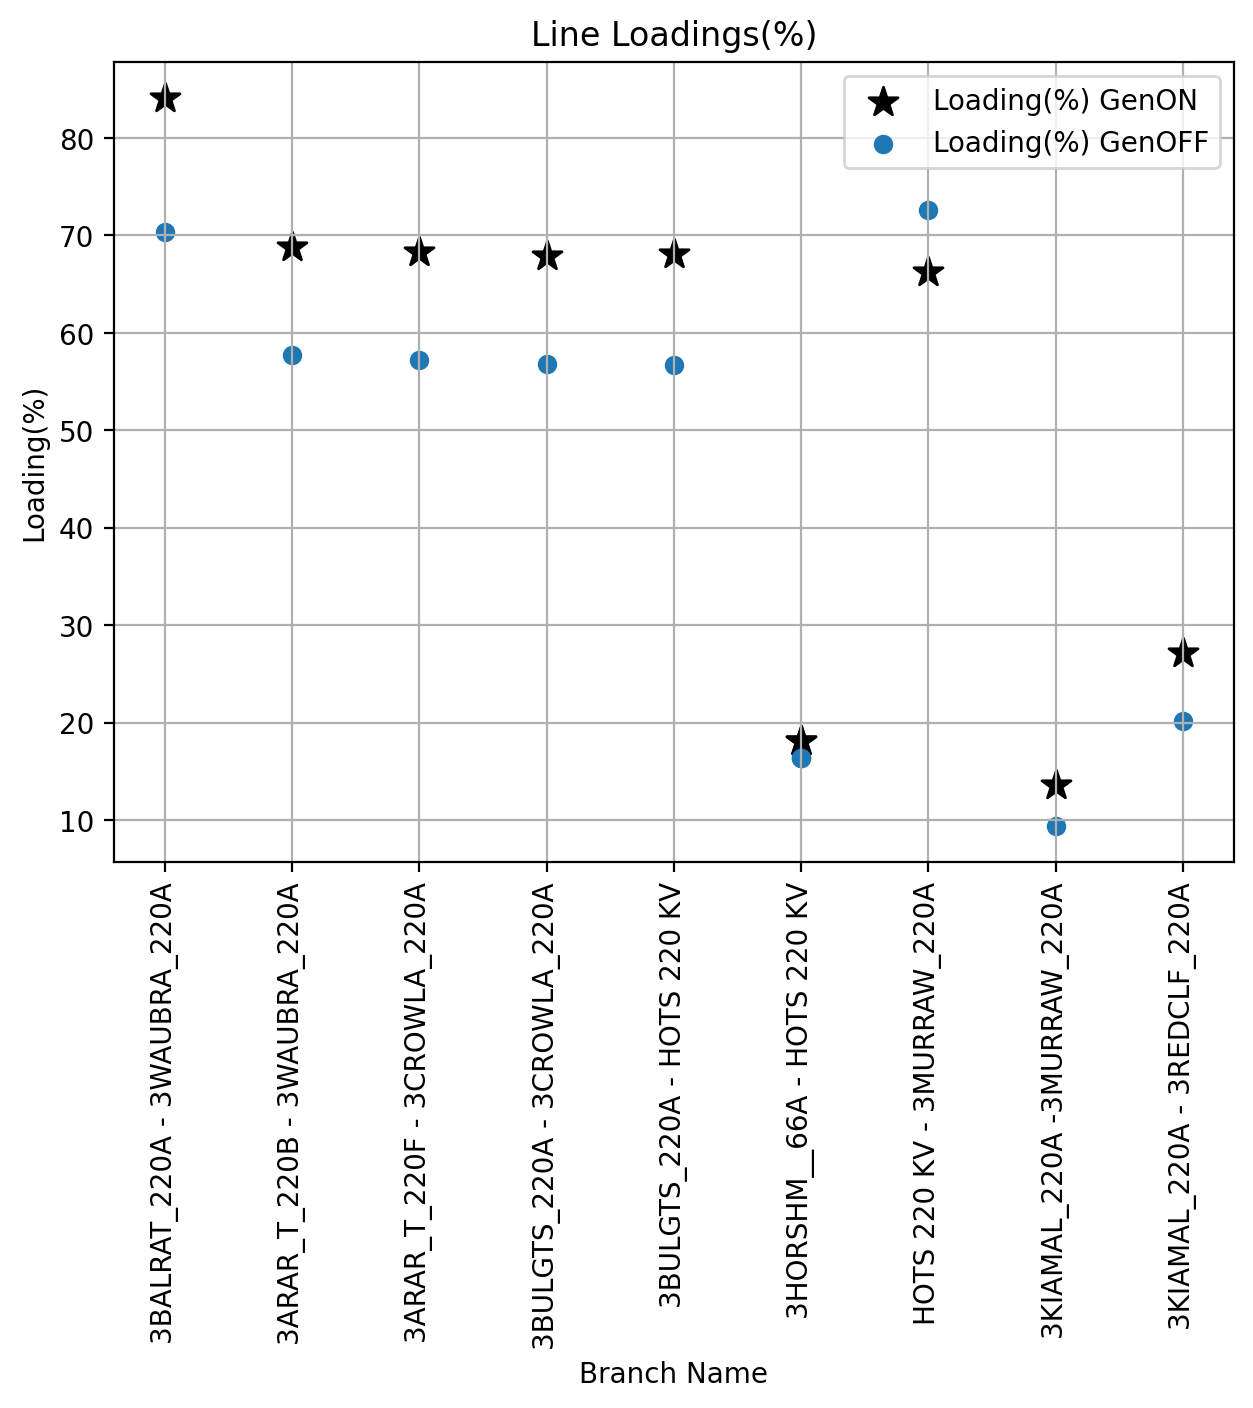 Line Loadings(%)
Loading(%) GenON
Loading(%) GenOFF
80
70
60
50
40
30
20
10
Loading(%)
3BALRAT_220A - 3WAUBRA_220A
3ARAR_T_220B - 3WAUBRA_220A
3ARAR_T_220F - 3CROWLA_220A
3BULGTS_220A - 3CROWLA_220A
3BULGTS_220A - HOTS 220 KV
3HORSHM__66A - HOTS 220 KV
HOTS 220 KV - 3MURRAW_220A
3KIAMAL_220A -3MURRAW_220A
3KIAMAL_220A - 3REDCLF_220A
Branch Name